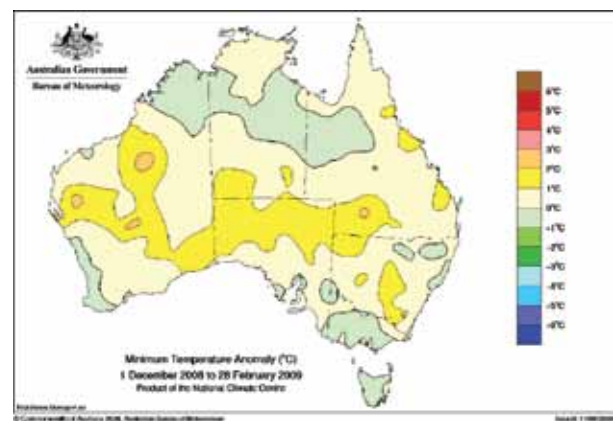 Australian Government
Bureau of Meteorology
6°C
5°C
4°C
3°C
2°C
1°C
0°C
-1°C
-2°C
-3°C
-4°C
-5°C
-6°C
Minimum Temperature Anomaly (°C)
1 December 2008 to 28 February 2009
Product of the National Climate Centre